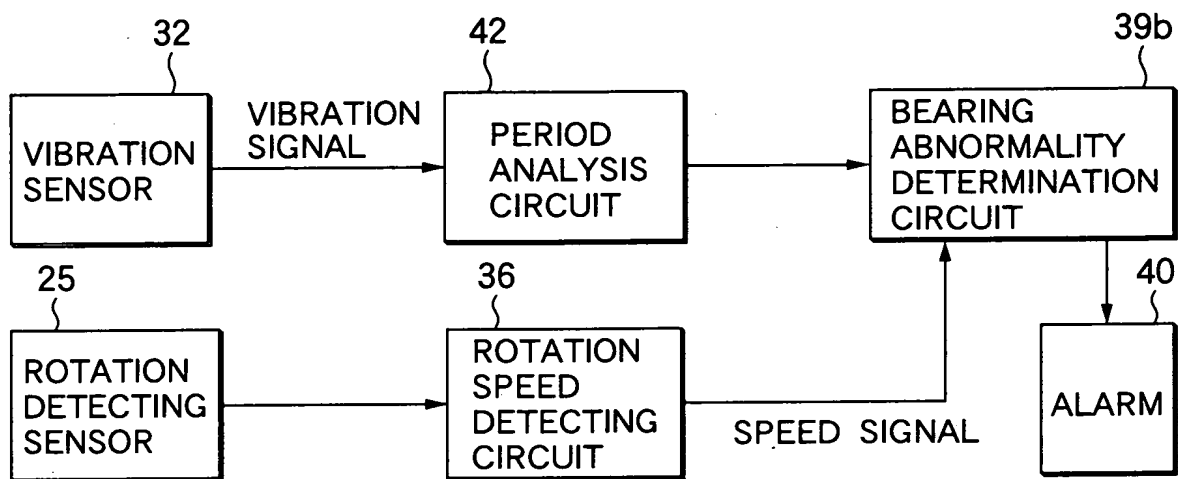 32
42
39b
VIBRATION
SENSOR
VIBRATION
SIGNAL
PERIOD
ANALYSIS
CIRCUIT
BEARING
ABNORMALITY
DETERMINATION
CIRCUIT
25
36
40
ROTATION
DETECTING
SENSOR
ROTATION
SPEED
DETECTING
CIRCUIT
SPEED SIGNAL
ALARM